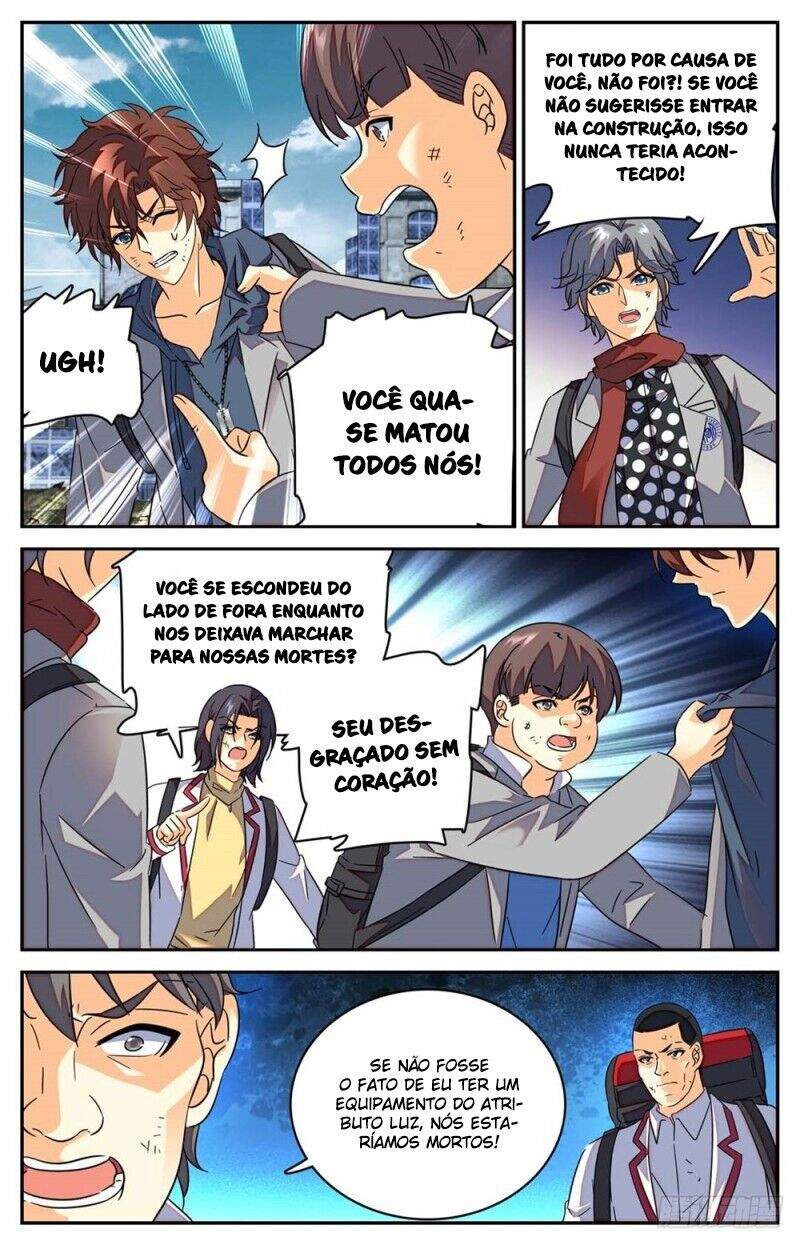 UGH!
VOCÊ QUA-
SE MATOU
TODOS NÓS!
FOI TUDO POR CAUSA DE
VOCÊ, NÃO FOI?! SE VOCÊ
NÃO SUGERISSE ENTRAR
NA CONSTRUÇÃO, ISSO
NUNCA TERIA ACON-
TECIDO!
VOCÊ SE ESCONDEU DO
LADO DE FORA ENQUANTO
NOS DEIXAVA MARCHAR
PARA NOSSAS MORTES?
SEU DES-
GRAÇADO SEM
CORAÇÃO!
SE NÃO FOSSE
O FATO DE EU TER UM
EQUIPAMENTO DO ATRI-
BUTO LUZ, NÓS ESTA-
RÍAMOS MORTOS!